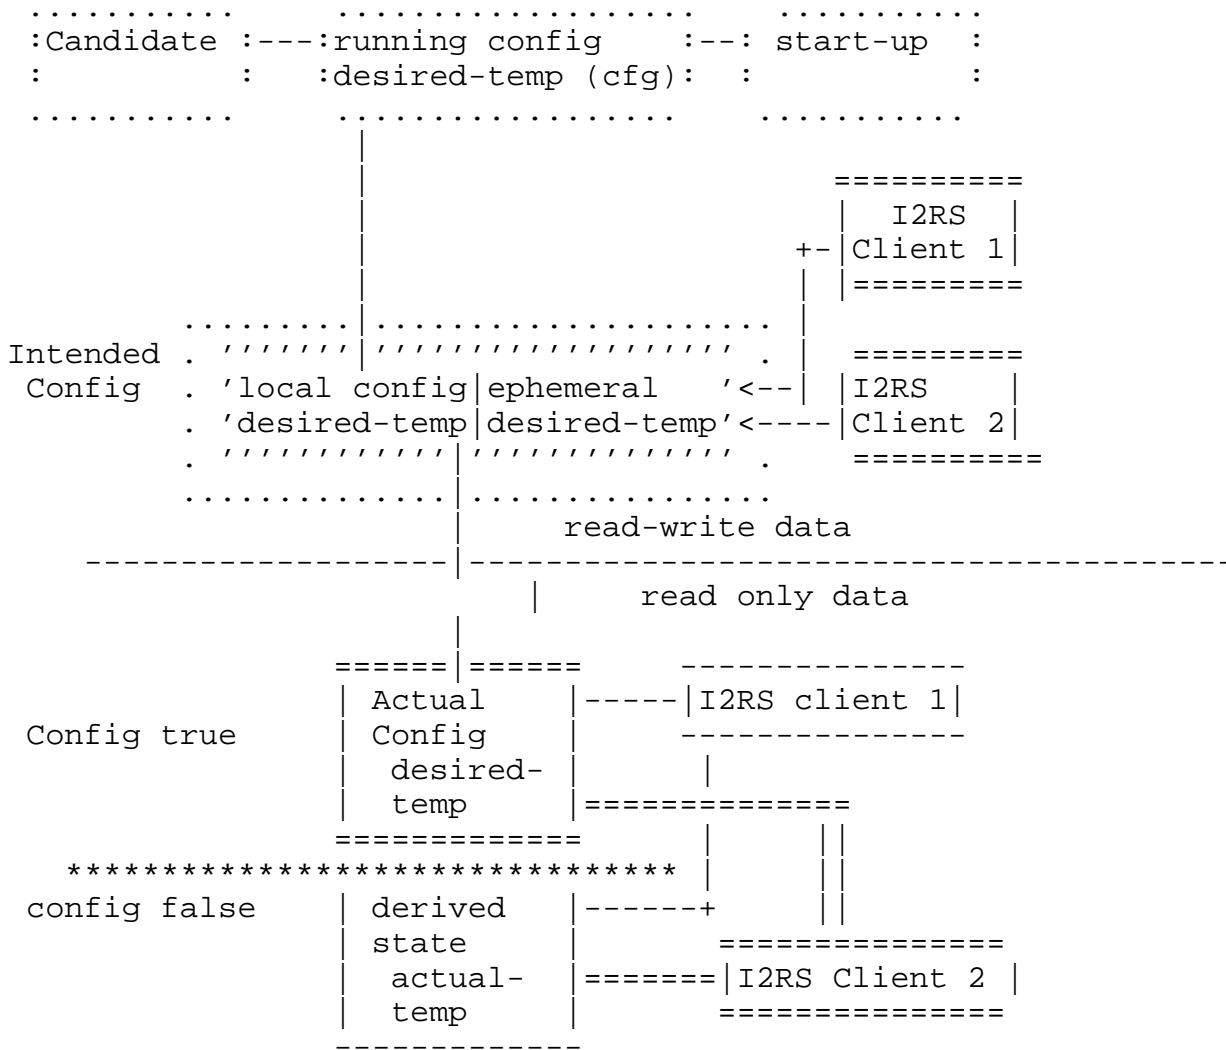 Candidate running config start-up
desired-temp (cfg)
I2RS
Client 1
Intended
Config local config ephemeral I2RS
desired-temp desired-temp Client 2
read-write data
read only data
Actual I2RS client 1
Config true Config
desired-
temp
config false derived
state
actual- I2RS Client 2
temp